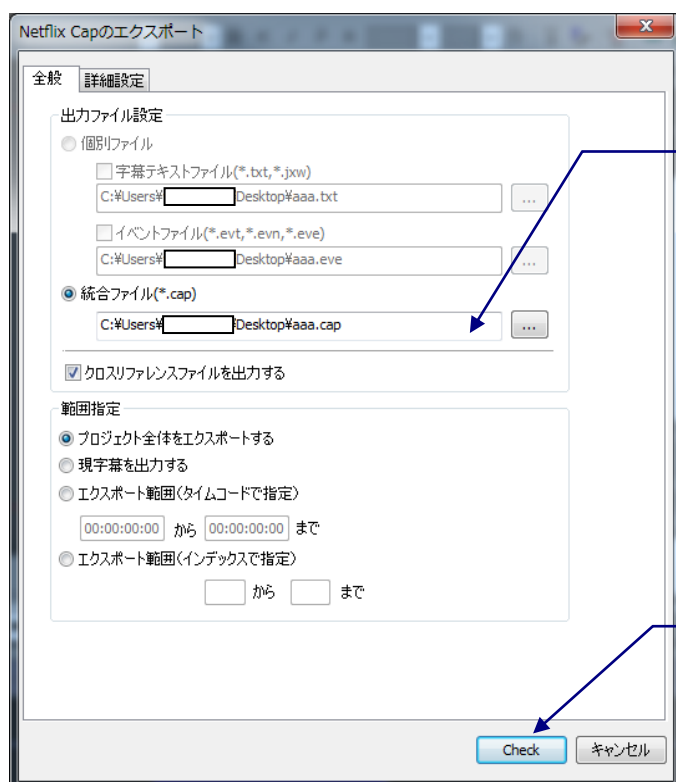 Netflix Capのエクスポート
全般 詳細設定
出力ファイル設定
個別ファイル
字幕テキストファイル(*.txt,*.jxw)
C:¥Users¥ Desktop¥aaa.txt ...
イベントファイル(*.evt,*.evn,*.eve)
C:¥Users¥ Desktop¥aaa.eve ...
統合ファイル(*.cap)
C:¥Users¥ Desktop¥aaa.cap ...
クロスリファレンスファイルを出力する
範囲指定
プロジェクト全体をエクスポートする
現字幕を出力する
エクスポート範囲(タイムコードで指定)
00:00:00:00 から 00:00:00:00 まで
エクスポート範囲(インデックスで指定)
から まで
Check キャンセル